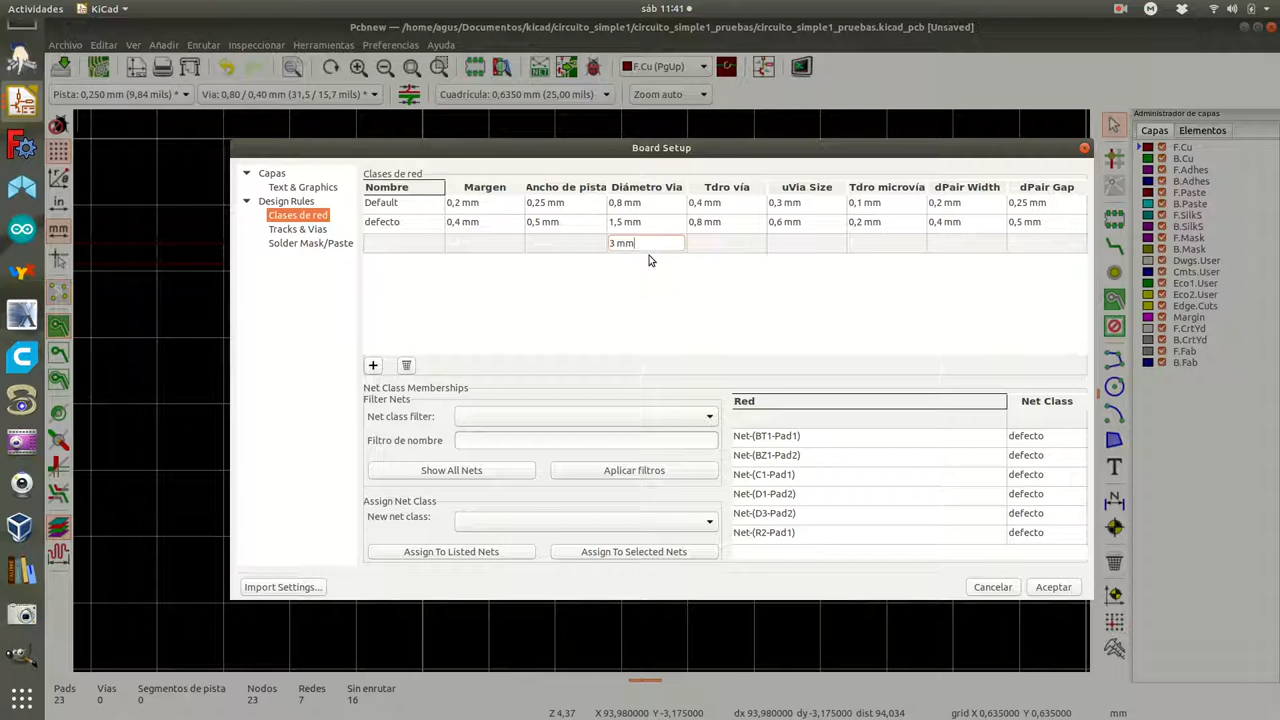 Actividades KiCad sáb 11:41
Pcbnew — /home/agus/Documentos/kicad/circuito_simple1/circuito_simple1_pruebas/circuito_simple1_pruebas.kicad_pcb [Unsaved]
Archivo Editar Ver Añadir Enrutar Inspeccionar Herramientas Preferencias Ayuda
F.Cu (PgUp)
Pista: 0,250 mm (9,84 mils) * Via: 0,80 / 0,40 mm (31,5 / 15,7 mils) * Cuadrícula: 0,6350 mm (25,00 mils) Zoom auto
Administrador de capas
Capas Elementos
F.Cu
B.Cu
F.Adhes
B.Adhes
F.Paste
B.Paste
F.SilkS
B.SilkS
F.Mask
B.Mask
Dwgs.User
Cmts.User
Eco1.User
Eco2.User
Edge.Cuts
Margin
F.CrtYd
B.CrtYd
F.Fab
B.Fab
Board Setup
Capas
Text & Graphics
Design Rules
Clases de red
Tracks & Vias
Solder Mask/Paste
Clases de red
Nombre Margen Ancho de pista Diámetro Via Tdro vía uVia Size Tdro microvía dPair Width dPair Gap
Default 0,2 mm 0,25 mm 0,8 mm 0,4 mm 0,3 mm 0,1 mm 0,2 mm 0,25 mm
defecto 0,4 mm 0,5 mm 1,5 mm 0,8 mm 0,6 mm 0,2 mm 0,4 mm 0,5 mm
3 mm
Net Class Memberships
Filter Nets
Net class filter:
Filtro de nombre
Show All Nets Aplicar filtros
Assign Net Class
New net class:
Assign To Listed Nets Assign To Selected Nets
Red Net Class
Net-(BT1-Pad1) defecto
Net-(BZ1-Pad2) defecto
Net-(C1-Pad1) defecto
Net-(D1-Pad2) defecto
Net-(D3-Pad2) defecto
Net-(R2-Pad1) defecto
Import Settings... Cancelar Aceptar
Pads Vías Segmentos de pista Nodos Redes Sin enrutar
23 0 0 23 7 16
Z 4,37 X 93,980000 Y -3,175000 dx 93,980000 dy -3,175000 dist 94,034 grid X 0,635000 Y 0,635000 mm